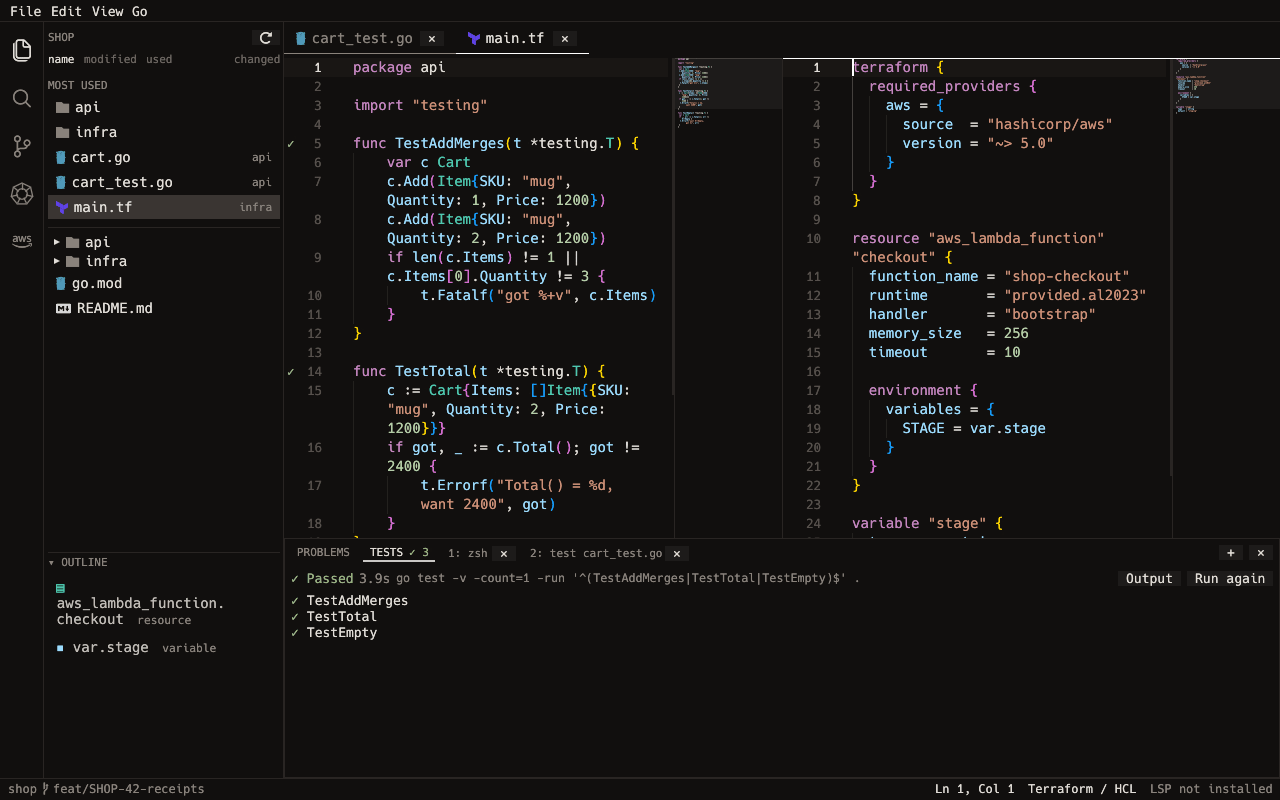 File Edit View Go
SHOP
name modified used changed
MOST USED
api
infra
cart.go api
cart_test.go api
main.tf infra
api
infra
go.mod
README.md
aws
OUTLINE
aws_lambda_function.
checkout resource
var.stage variable
cart_test.go ×
main.tf ×
1 package api
2
3 import "testing"
4
5 func TestAddMerges(t *testing.T) {
6 var c Cart
7 c.Add(Item{SKU: "mug",
Quantity: 1, Price: 1200})
8 c.Add(Item{SKU: "mug",
Quantity: 2, Price: 1200})
9 if len(c.Items) != 1 ||
c.Items[0].Quantity != 3 {
10 t.Fatalf("got %+v", c.Items)
11 }
12 }
13
14 func TestTotal(t *testing.T) {
15 c := Cart{Items: []Item{{SKU:
"mug", Quantity: 2, Price:
1200}}}
16 if got, _ := c.Total(); got !=
2400 {
17 t.Errorf("Total() = %d,
want 2400", got)
18 }
1 terraform {
2 required_providers {
3 aws = {
4 source = "hashicorp/aws"
5 version = "~> 5.0"
6 }
7 }
8 }
9
10 resource "aws_lambda_function"
"checkout" {
11 function_name = "shop-checkout"
12 runtime = "provided.al2023"
13 handler = "bootstrap"
14 memory_size = 256
15 timeout = 10
16
17 environment {
18 variables = {
19 STAGE = var.stage
20 }
21 }
22 }
23
24 variable "stage" {
PROBLEMS TESTS ✓ 3 1: zsh × 2: test cart_test.go × + ×
✓ Passed 3.9s go test -v -count=1 -run '^(TestAddMerges|TestTotal|TestEmpty)$' . Output Run again
✓ TestAddMerges
✓ TestTotal
✓ TestEmpty
shop feat/SHOP-42-receipts Ln 1, Col 1 Terraform / HCL LSP not installed